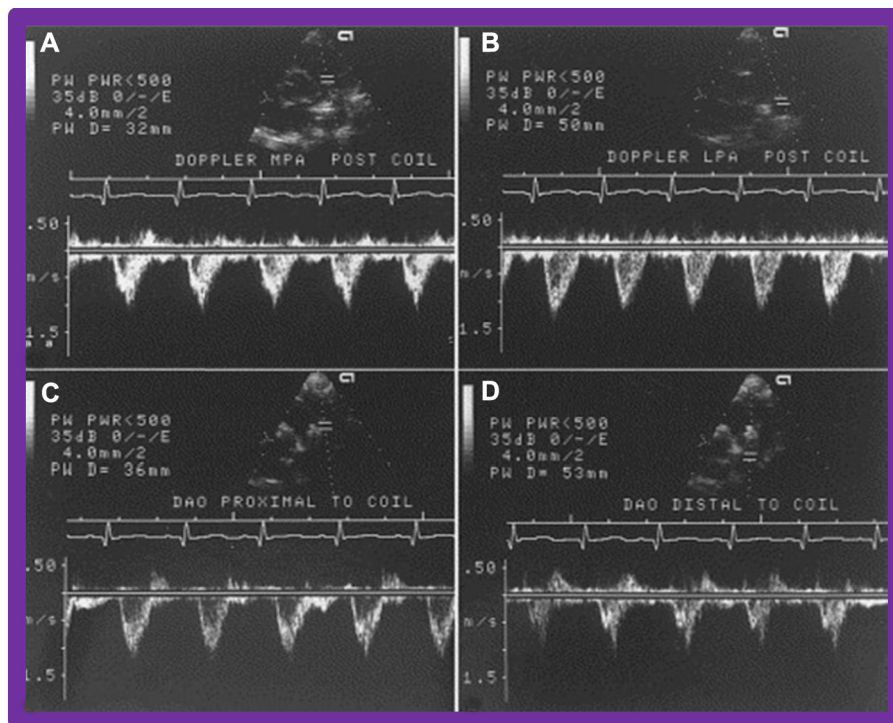 A
PW PWR<500
35dB 0/-/E
4.0mm/2
PW D= 32mm
DOPPLER MPA POST COIL
.50
m/s
1.5
B
PW PWR<500
35dB 0/-/E
4.0mm/2
PW D= 50mm
DOPPLER LPA POST COIL
.50
m/s
1.5
C
PW PWR<500
35dB 0/-/E
4.0mm/2
PW D= 36mm
DAO PROXIMAL TO COIL
.50
m/s
1.5
D
PW PWR<500
35dB 0/-/E
4.0mm/2
PW D= 53mm
DAO DISTAL TO COIL
.50
m/s
1.5